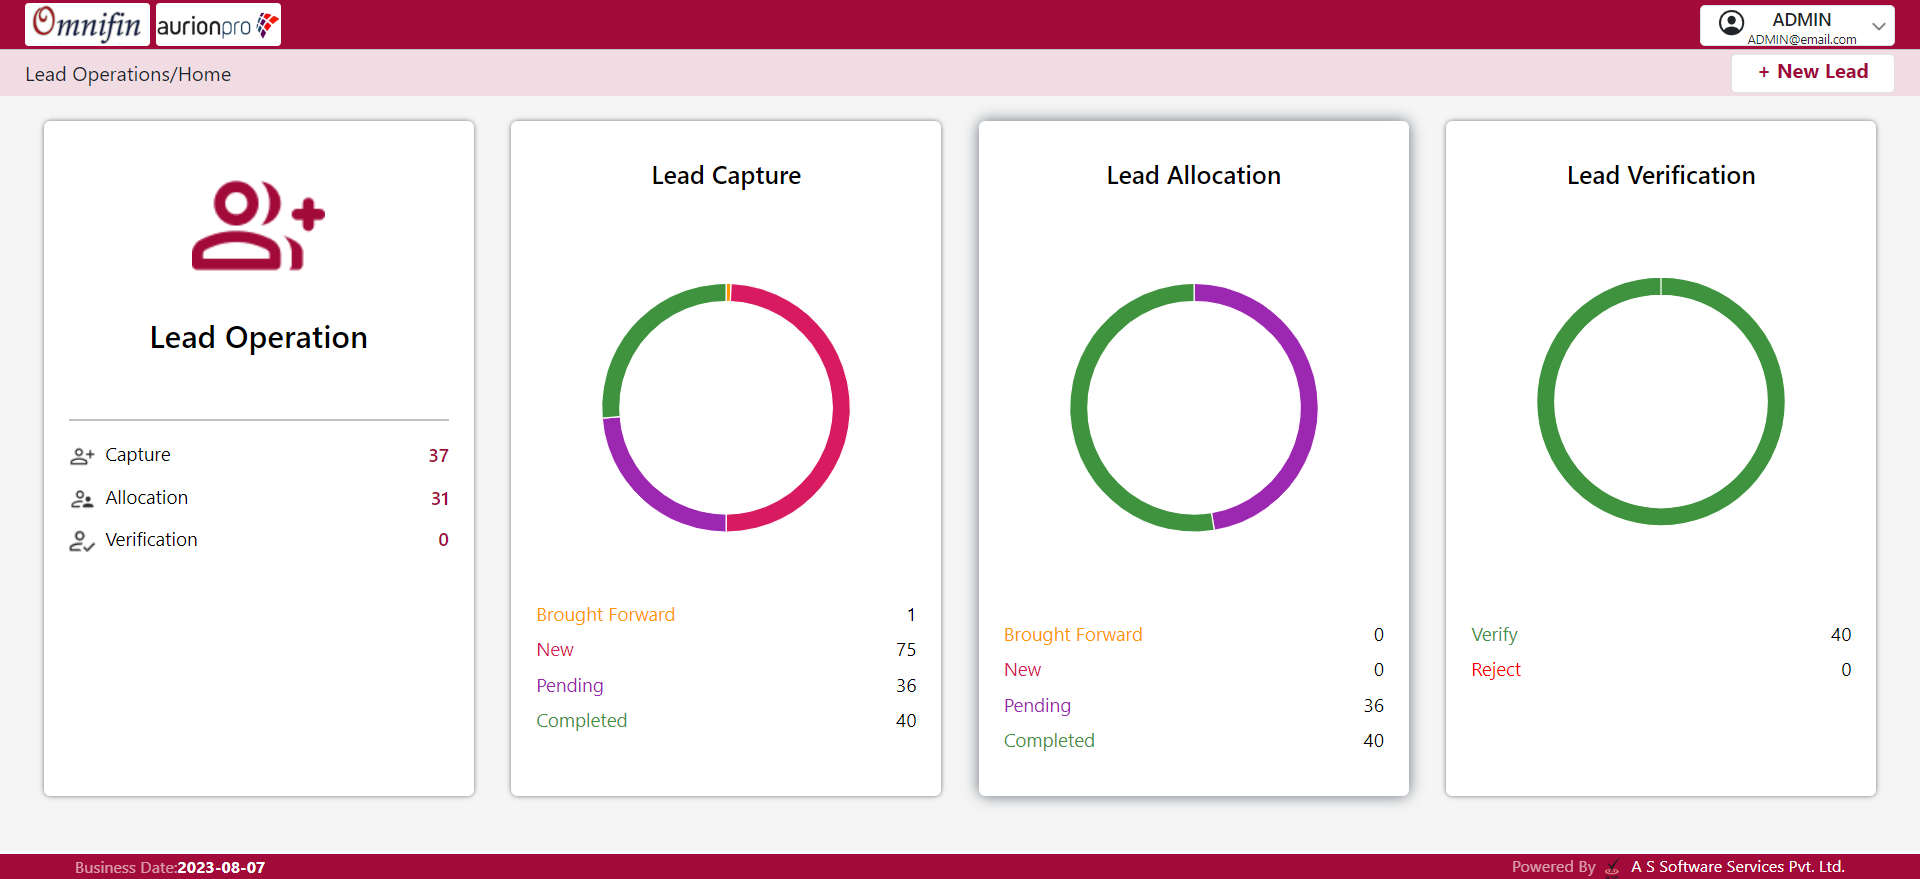 Omnifin
aurionpro
ADMIN
ADMIN@email.com
Lead Operations/Home
+ New Lead
Lead Operation
Capture 37
Allocation 31
Verification 0
Lead Capture
Brought Forward 1
New 75
Pending 36
Completed 40
Lead Allocation
Brought Forward 0
New 0
Pending 36
Completed 40
Lead Verification
Verify 40
Reject 0
Business Date:2023-08-07
Powered By A S Software Services Pvt. Ltd.